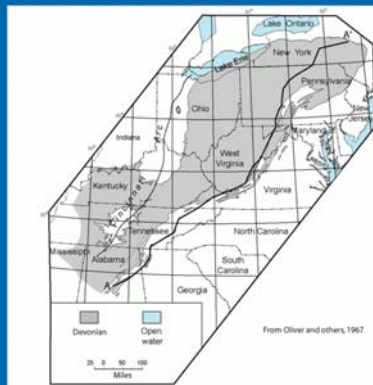 Lake Ontario
A'
New York
Lake Erie
Pennsylvania
Ohio
New
Jersey
Maryland
Indiana
Arc
West
Virginia
Cincinnati
Kentucky
Virginia
Tennessee
North Carolina
Mississippi
Alabama
South
Carolina
A
Georgia
Devonian
Open
water
25 0 50 100
Miles
From Oliver and others, 1967